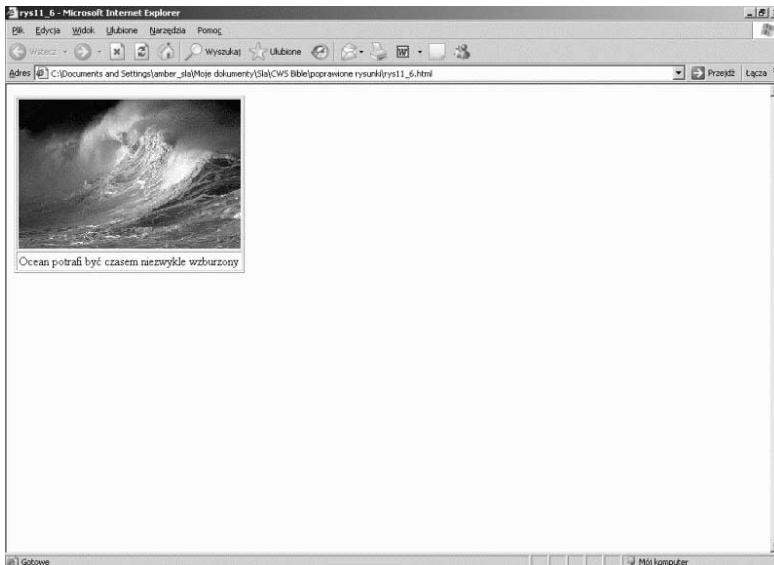 rys11_6 - Microsoft Internet Explorer
Plik Edycja Widok Ulubione Narzędzia Pomoc
Wstecz Wyszukaj Ulubione
Adres C:\Documents and Settings\amber_sla\Moje dokumenty\Sla\CWS Bible\poprawione rysunki\rys11_6.html Przejdź Łącza
Ocean potrafi być czasem niezwykle wzburzony
Gotowe Mój komputer